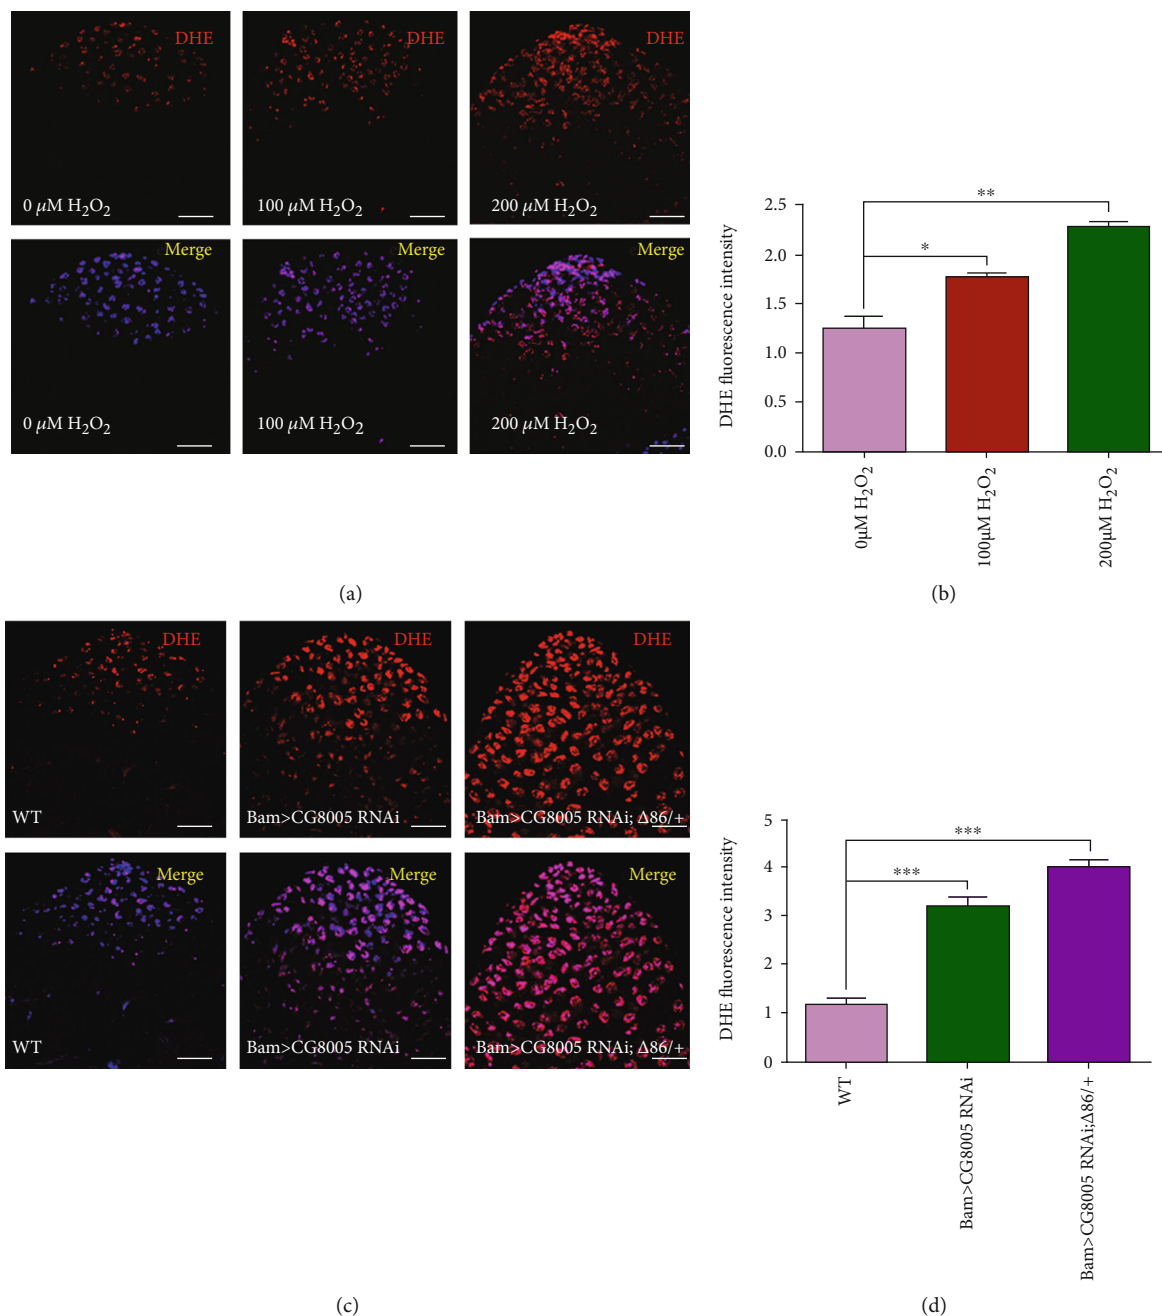 DHE
0 µM H₂O₂
DHE
100 µM H₂O₂
DHE
200 µM H₂O₂
Merge
0 µM H₂O₂
Merge
100 µM H₂O₂
Merge
200 µM H₂O₂
(a)
DHE fluorescence intensity
2.5
2.0
1.5
1.0
0.5
0.0
*
**
0µM H₂O₂
100µM H₂O₂
200µM H₂O₂
(b)
DHE
WT
DHE
Bam>CG8005 RNAi
DHE
Bam>CG8005 RNAi; Δ86/+
Merge
WT
Merge
Bam>CG8005 RNAi
Merge
Bam>CG8005 RNAi; Δ86/+
(c)
DHE fluorescence intensity
5
4
3
2
1
0
***
***
WT
Bam>CG8005 RNAi
Bam>CG8005 RNAi;Δ86/+
(d)